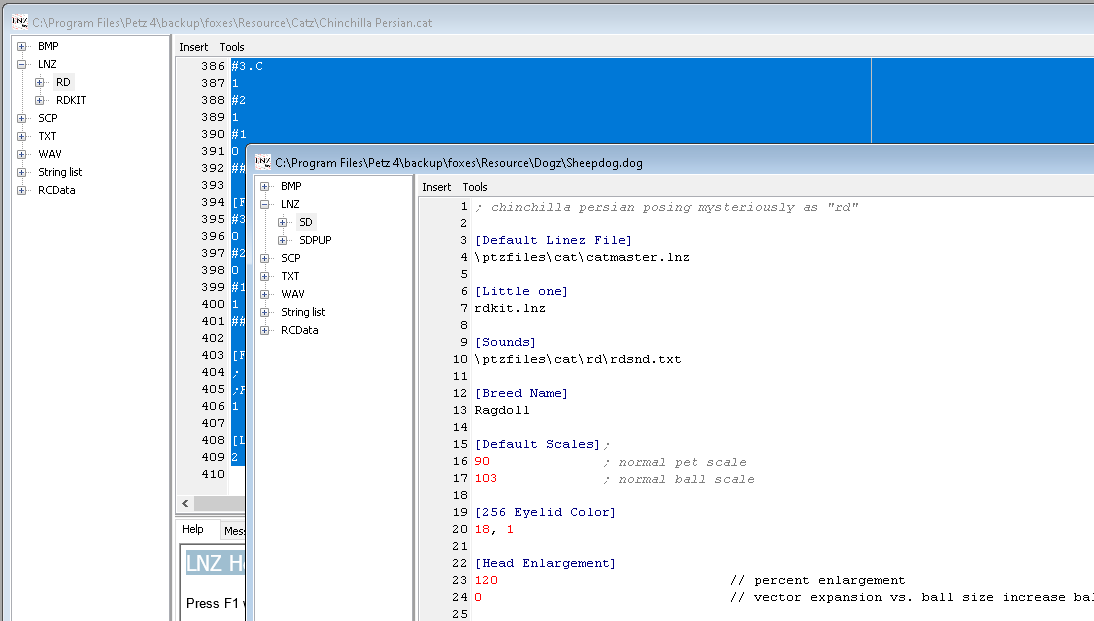 LNZ C:\Program Files\Petz 4\backup\foxes\Resource\Catz\Chinchilla Persian.cat
BMP
LNZ
RD
RDKIT
SCP
TXT
WAV
String list
RCData
Insert Tools
386 #3.C
387 1
388 #2
389 1
390 #1
391 0
392 ##
393
394 [F
395 #3
396 0
397 #2
398 0
399 #1
400 1
401 ##
402
403 [F
404 ;
405 ;F
406 1
407
408 [L
409 2
410
Help Mes
LNZ H
Press F1
LNZ C:\Program Files\Petz 4\backup\foxes\Resource\Dogz\Sheepdog.dog
BMP
LNZ
SD
SDPUP
SCP
TXT
WAV
String list
RCData
Insert Tools
1 ; chinchilla persian posing mysteriously as "rd"
2
3 [Default Linez File]
4 \ptzfiles\cat\catmaster.lnz
5
6 [Little one]
7 rdkit.lnz
8
9 [Sounds]
10 \ptzfiles\cat\rd\rdsnd.txt
11
12 [Breed Name]
13 Ragdoll
14
15 [Default Scales];
16 90 ; normal pet scale
17 103 ; normal ball scale
18
19 [256 Eyelid Color]
20 18, 1
21
22 [Head Enlargement]
23 120 // percent enlargement
24 0 // vector expansion vs. ball size increase bal
25